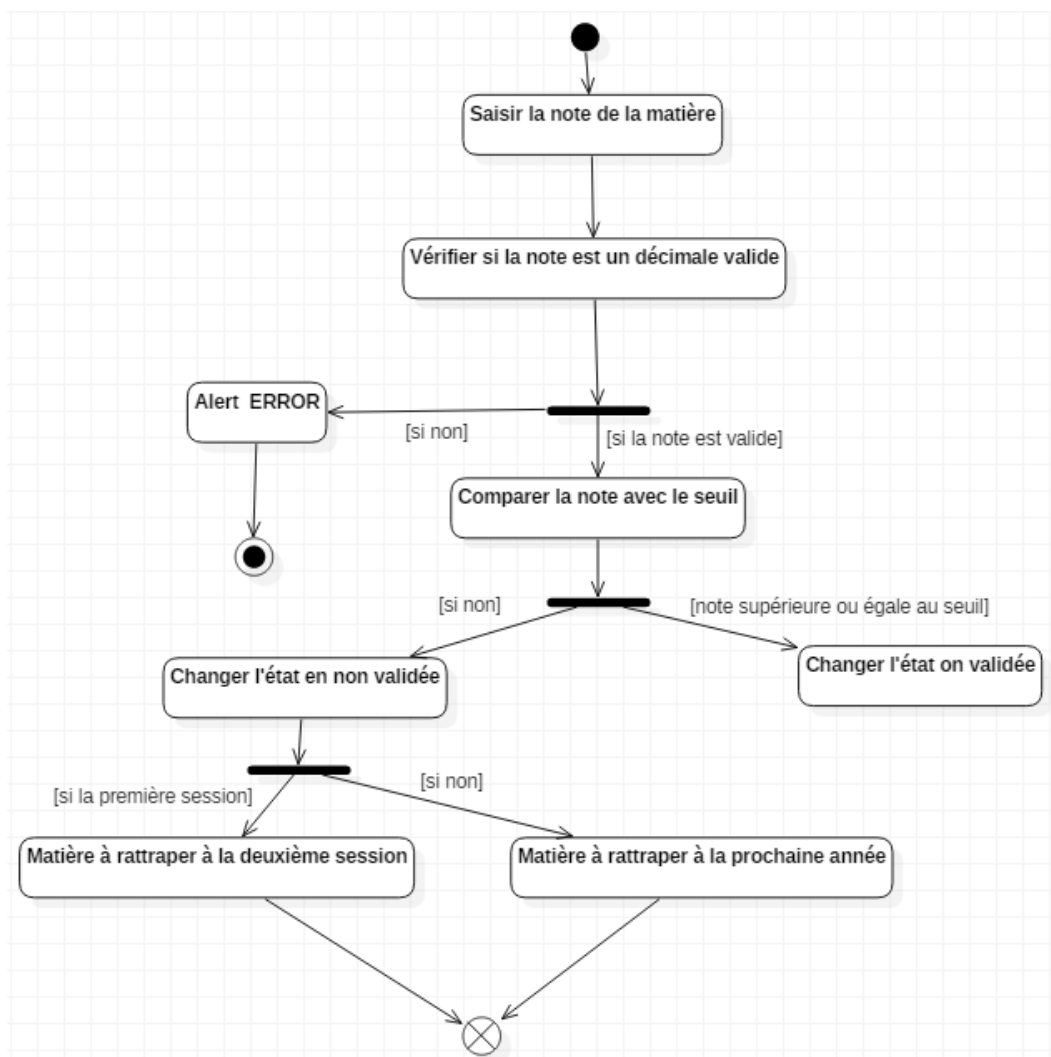 Saisir la note de la matière
Vérifier si la note est un décimale valide
Alert  ERROR
[si non]
[si la note est valide]
Comparer la note avec le seuil
[si non]
[note supérieure ou égale au seuil]
Changer l'état en non validée
Changer l'état on validée
[si la première session]
[si non]
Matière à rattraper à la deuxième session
Matière à rattraper à la prochaine année